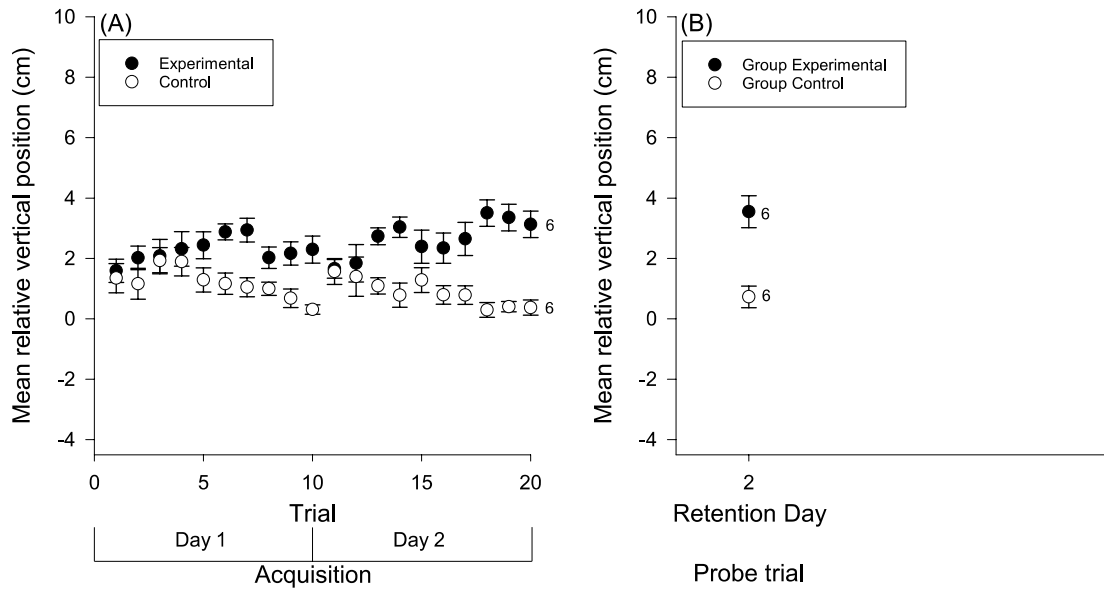 (A)
Experimental
Control
Mean relative vertical position (cm)
10
8
6
4
2
0
-2
-4
6
6
0 5 10 15 20
Trial
Day 1 Day 2
Acquisition
(B)
Group Experimental
Group Control
Mean relative vertical position (cm)
10
8
6
4
2
0
-2
-4
6
6
2
Retention Day
Probe trial